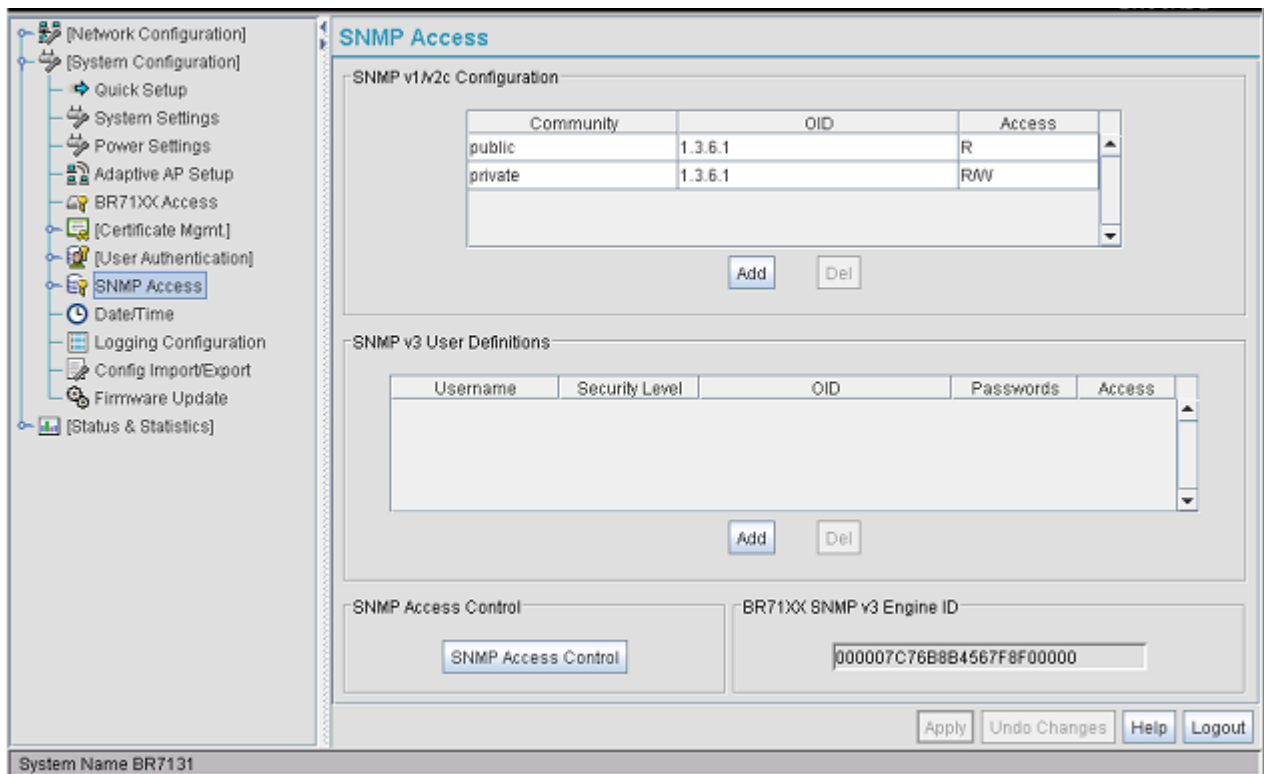 [Network Configuration]
[System Configuration]
Quick Setup
System Settings
Power Settings
Adaptive AP Setup
BR71XX Access
[Certificate Mgmt.]
[User Authentication]
SNMP Access
Date/Time
Logging Configuration
Config Import/Export
Firmware Update
[Status & Statistics]
SNMP Access
SNMP v1/v2c Configuration
Community OID Access
public 1.3.6.1 R
private 1.3.6.1 R/W
Add Del
SNMP v3 User Definitions
Username Security Level OID Passwords Access
Add Del
SNMP Access Control
SNMP Access Control
BR71XX SNMP v3 Engine ID
000007C76B8B4567F8F00000
Apply Undo Changes Help Logout
System Name BR7131